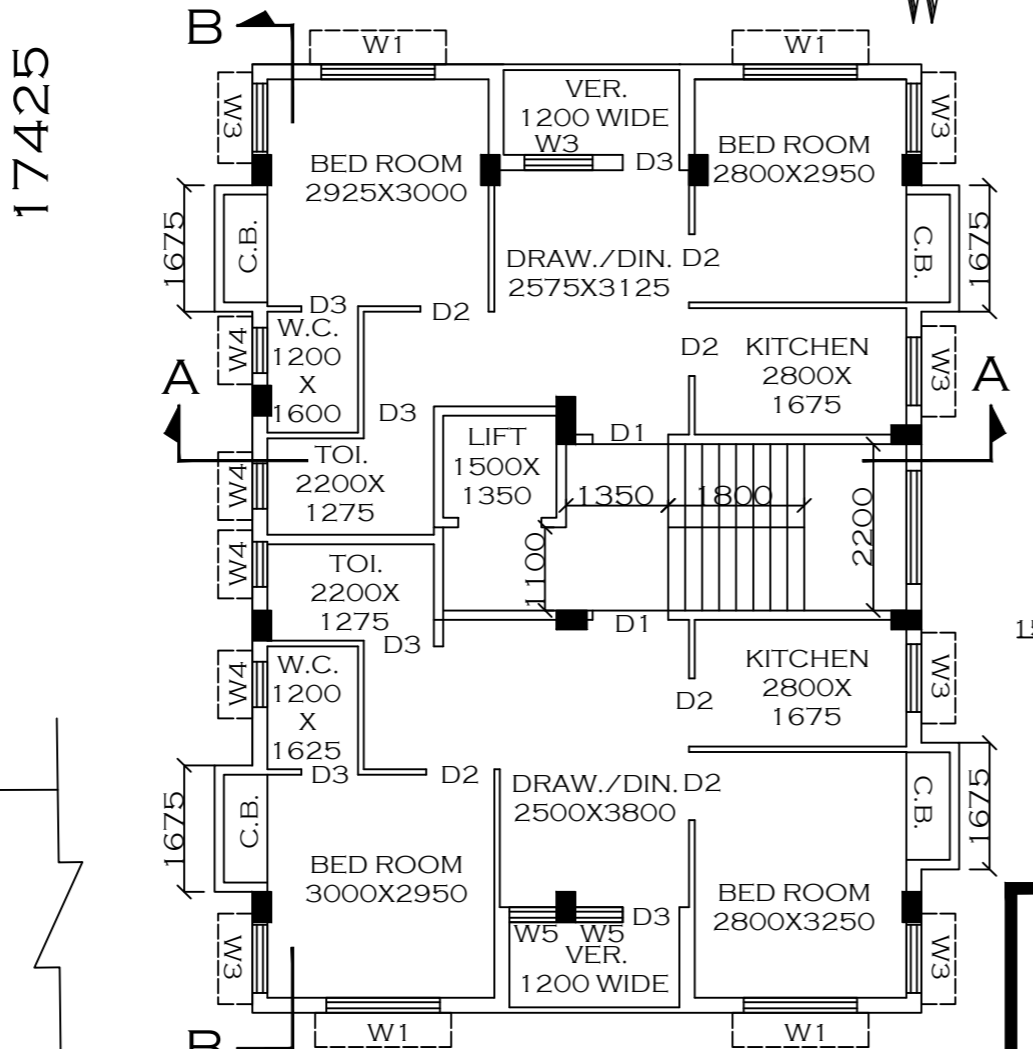 W
B
17425
W1
W1
W3
VER.
1200 WIDE
W3
D3
W3
BED ROOM
2925X3000
BED ROOM
2800X2950
1675
C.B.
DRAW./DIN.
2575X3125
D2
C.B.
1675
D3
D2
W4
W.C.
1200
X
1600
D2
KITCHEN
2800X
1675
W3
A
A
D3
D1
LIFT
1500X
1350
W4
TOI.
2200X
1275
1350
1800
2200
1100
W4
TOI.
2200X
1275
D3
D1
W4
W.C.
1200
X
1625
KITCHEN
2800X
1675
W3
D2
D3
D2
1675
C.B.
DRAW./DIN.
2500X3800
D2
C.B.
1675
BED ROOM
3000X2950
BED ROOM
2800X3250
W5
W5
D3
W3
VER.
1200 WIDE
W3
W1
W1
B